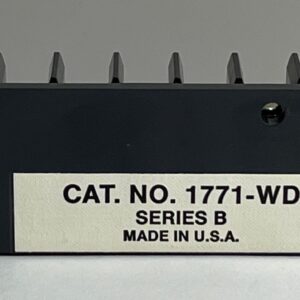 CAT. NO. 1771-WD
SERIES B
MADE IN U.S.A.